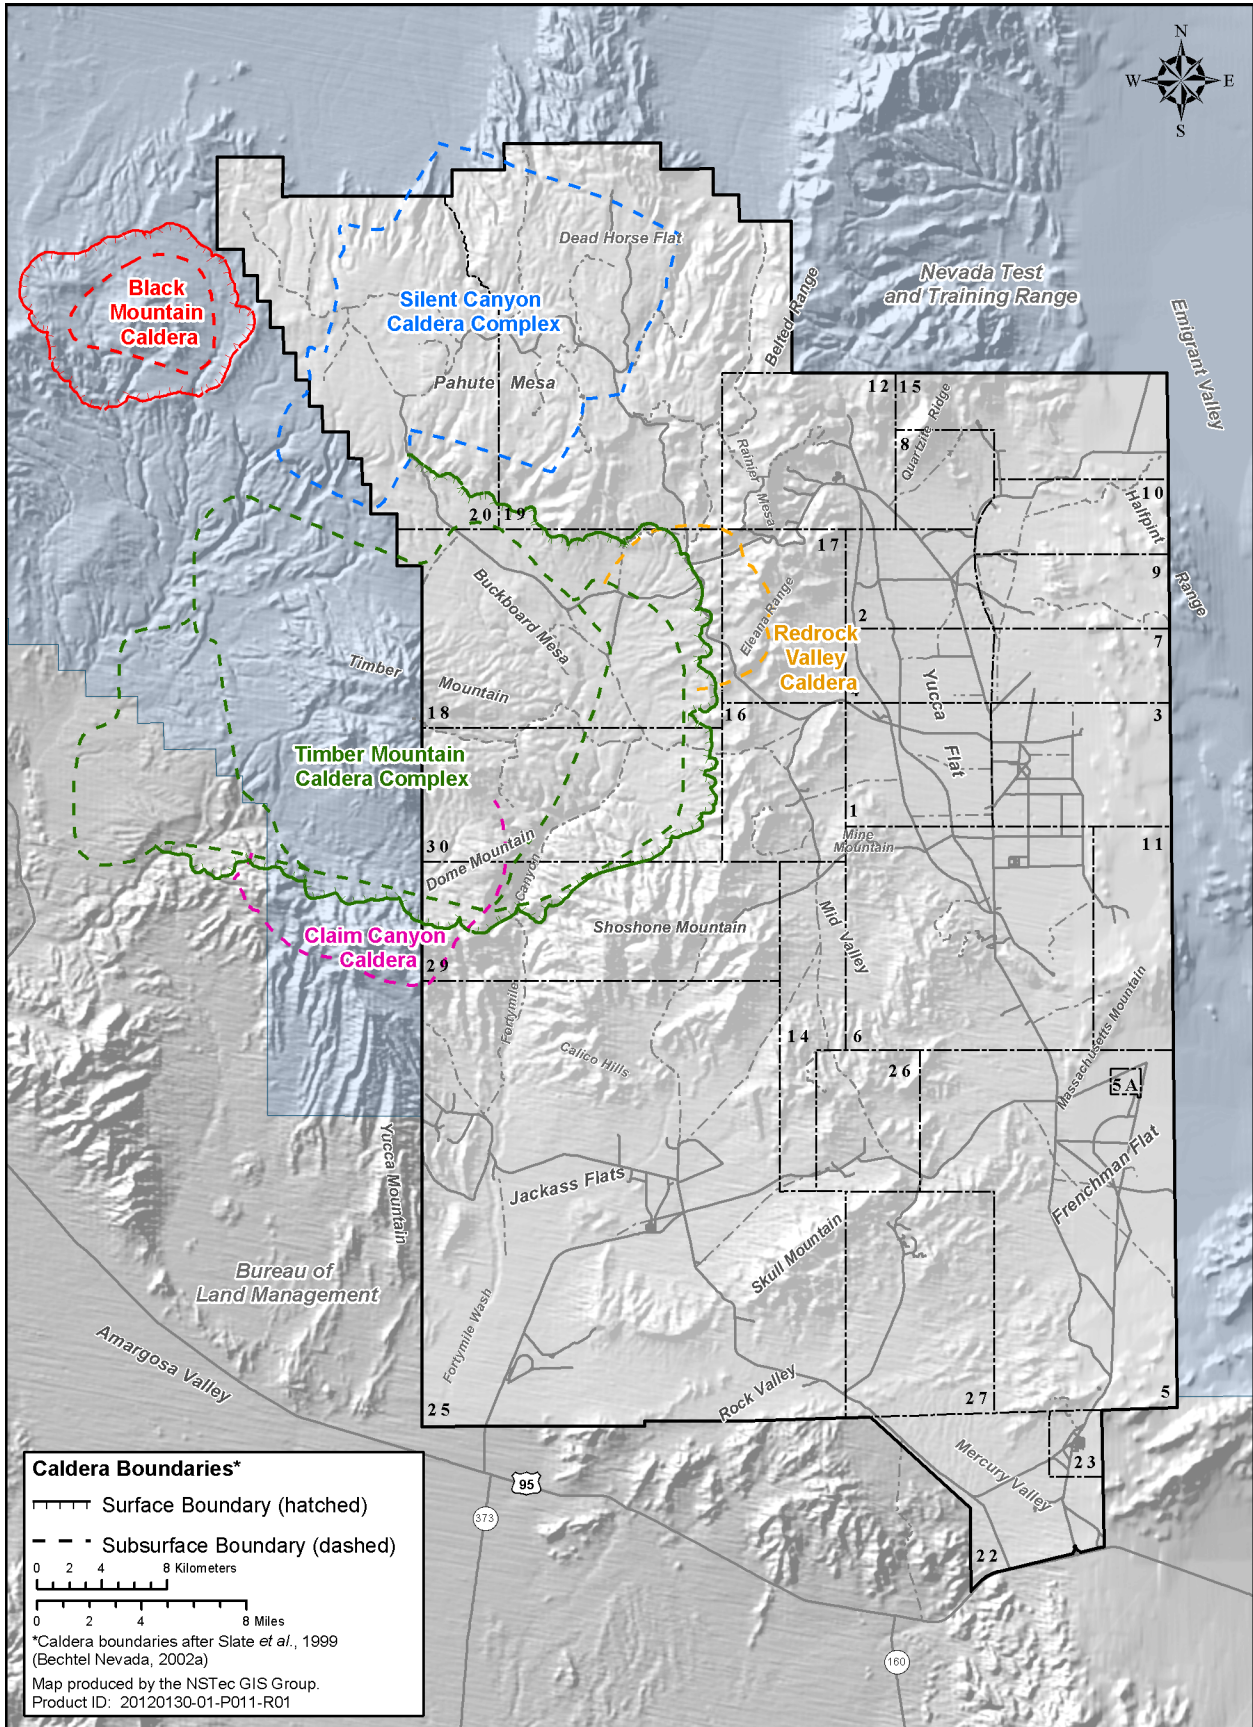 N
W E
S
Dead Horse Flat
Nevada Test
and Training Range
Black
Mountain
Caldera
Silent Canyon
Caldera Complex
Belted Range
Emigrant Valley
Pahute Mesa
12 15
8
Quartzite Ridge
Rainier Mesa
10
Halfpint
Range
20 19
17
9
Buckboard Mesa
Eleana Range
2
Redrock
Valley
Caldera
7
Timber
Mountain
Yucca
Flat
18
16
4
3
Timber Mountain
Caldera Complex
1
Mine
Mountain
11
30
Dome Mountain
Canyon
Mid Valley
Claim Canyon
Caldera
Shoshone Mountain
29
Massachusetts Mountain
Fortymile
Calico Hills
14
6
26
5A
Yucca Mountain
Jackass Flats
Frenchman Flat
Skull Mountain
Bureau of
Land Management
Amargosa Valley
Fortymile Wash
Rock Valley
25
27
5
Mercury Valley
23
95
373
22
160
Caldera Boundaries*
Surface Boundary (hatched)
Subsurface Boundary (dashed)
0 2 4 8 Kilometers
0 2 4 8 Miles
*Caldera boundaries after Slate et al., 1999
(Bechtel Nevada, 2002a)
Map produced by the NSTec GIS Group.
Product ID: 20120130-01-P011-R01